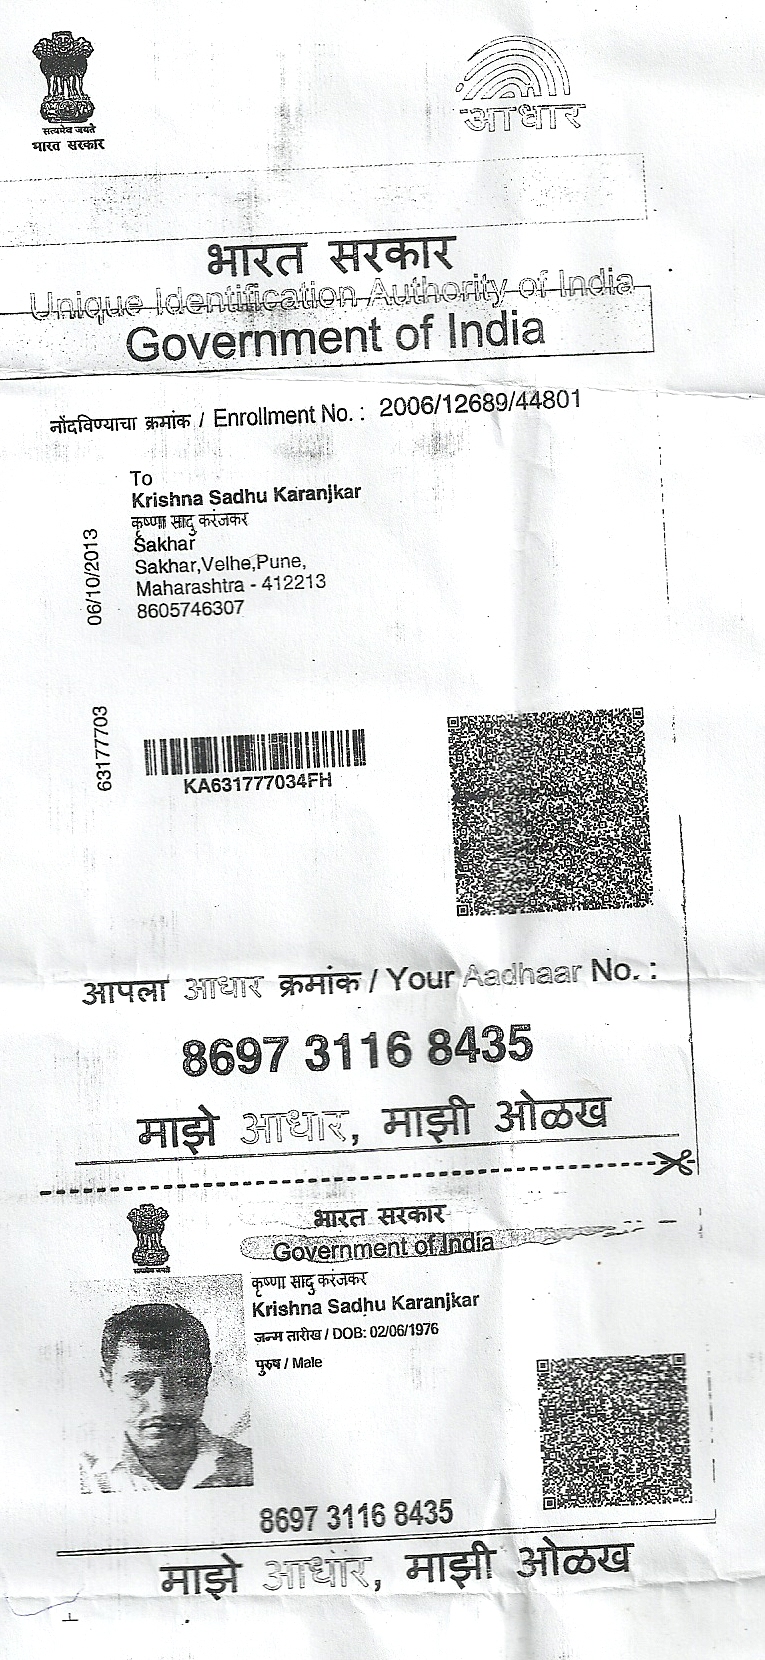 सत्यमेव जयते
भारत सरकार
आधार
भारत सरकार
Unique Identification Authority of India
Government of India
नोंदविण्याचा क्रमांक / Enrollment No. : 2006/12689/44801
To
Krishna Sadhu Karanjkar
कृष्णा सादु करंजकर
Sakhar
Sakhar,Velhe,Pune,
Maharashtra - 412213
8605746307
06/10/2013
63177703
KA631777034FH
आपला आधार क्रमांक / Your Aadhaar No. :
8697 3116 8435
माझे आधार, माझी ओळख
भारत सरकार
Government of India
कृष्णा सादु करंजकर
Krishna Sadhu Karanjkar
जन्म तारीख / DOB: 02/06/1976
पुरुष / Male
8697 3116 8435
माझे आधार, माझी ओळख